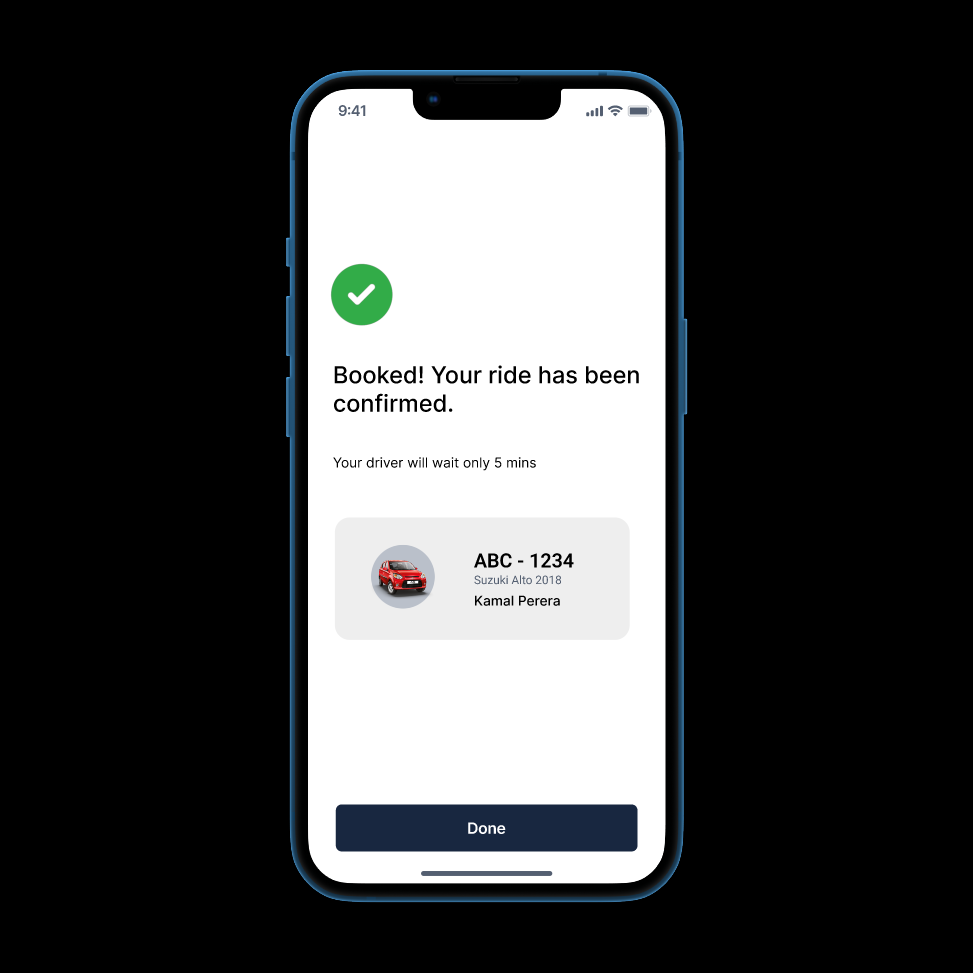 9:41
Booked! Your ride has been
confirmed.
Your driver will wait only 5 mins
ABC - 1234
Suzuki Alto 2018
Kamal Perera
Done